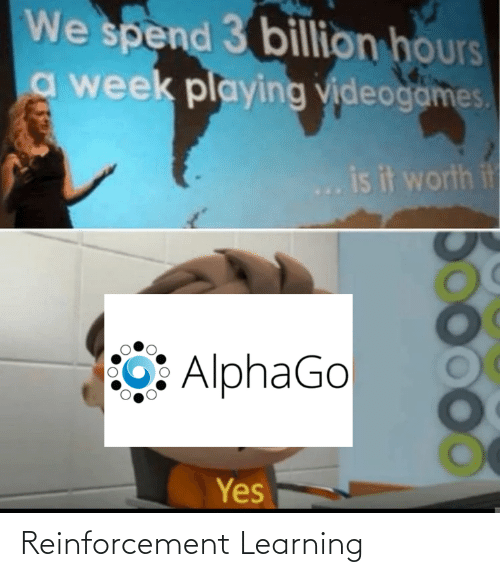 We spend 3 billion hours
a week playing videogames.
... is it worth it
AlphaGo
Yes
Reinforcement Learning